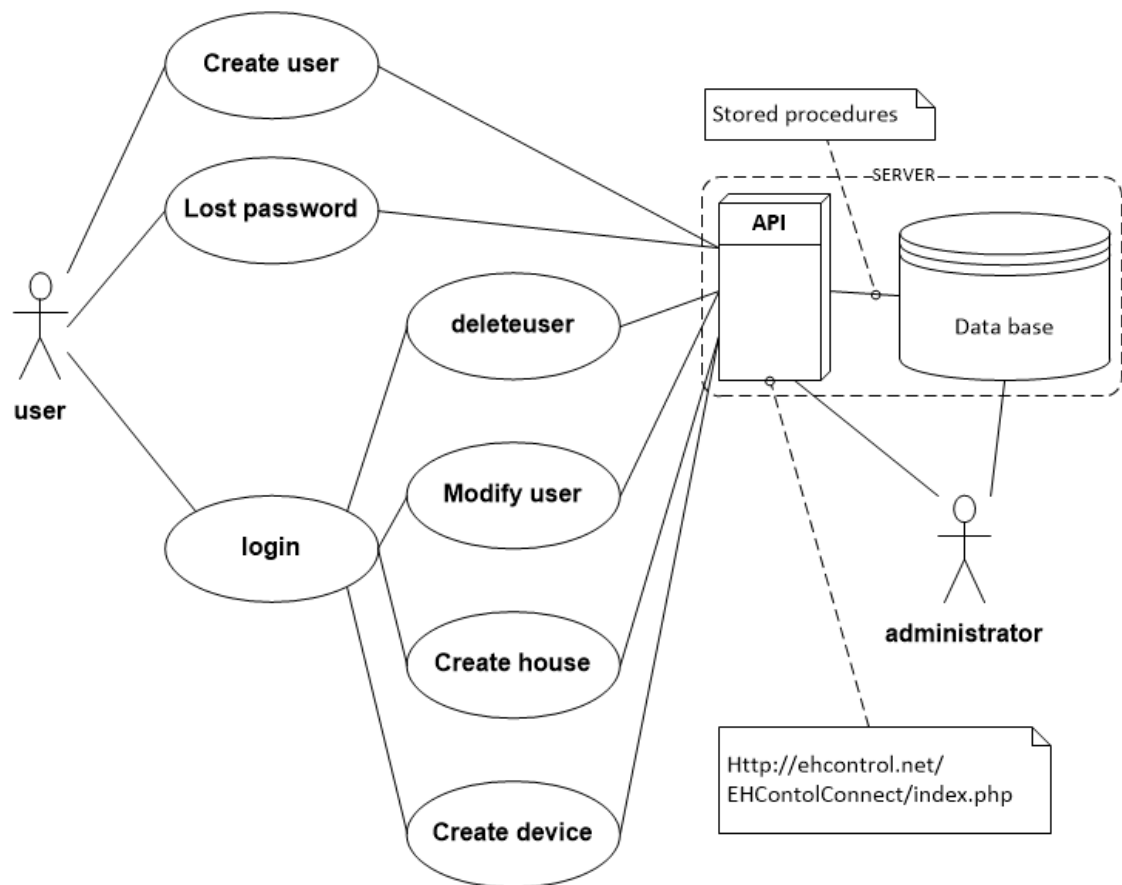 Create user
Stored procedures
SERVER
Lost password
API
deleteuser
Data base
user
Modify user
login
administrator
Create house
Http://ehcontrol.net/
EHContolConnect/index.php
Create device